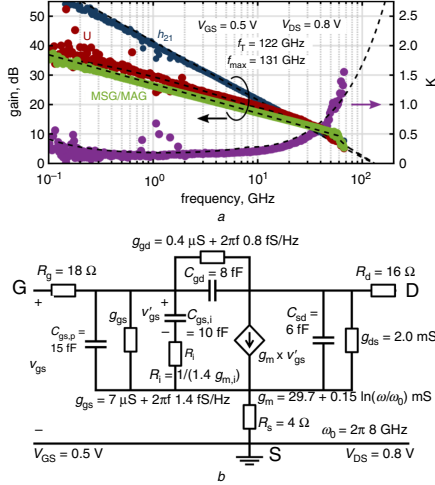 50
40
30
20
10
0
gain, dB
U
h21
VGS = 0.5 V
VDS = 0.8 V
fT = 122 GHz
fmax = 131 GHz
MSG/MAG
2.5
2.0
1.5
1.0
0.5
0
K
10−1
100
101
102
frequency, GHz
a
ggd = 0.4 µS + 2πf 0.8 fS/Hz
Rg = 18 Ω
Cgd = 8 fF
Rd = 16 Ω
G
D
+
+
v'gs
Cgs,i
= 10 fF
−
ggs
Cgs,p =
15 fF
vgs
Ri
Ri = 1/(1.4 gm,i)
gm x v'gs
Csd =
6 fF
gds = 2.0 mS
ggs = 7 µS + 2πf 1.4 fS/Hz
gm = 29.7 + 0.15 ln(ω/ω0) mS
Rs = 4 Ω
ω0 = 2π 8 GHz
−
VGS = 0.5 V
S
VDS = 0.8 V
b